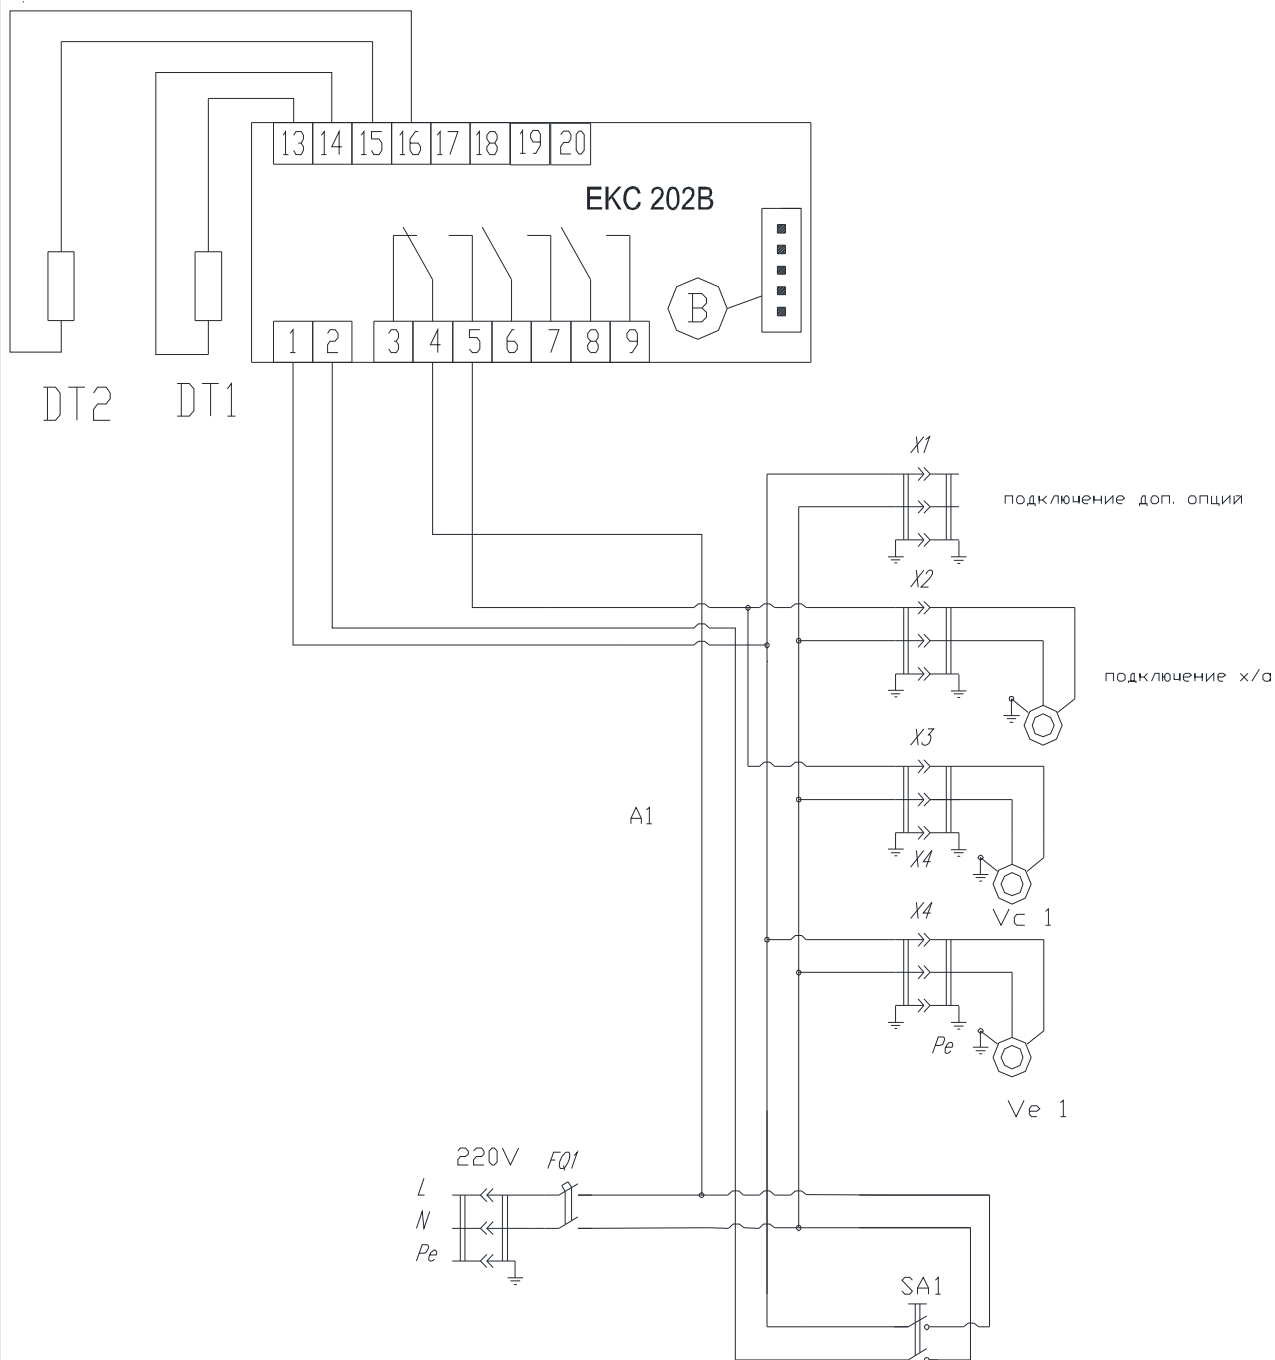 13 14 15 16 17 18 19 20
EKC 202B
B
1 2 3 4 5 6 7 8 9
DT2 DT1
X1
подключение доп. опций
X2
подключение х/а
X3
A1
X4
Vc 1
X4
Pe
Ve 1
220V FQ1
L
N
Pe
SA1